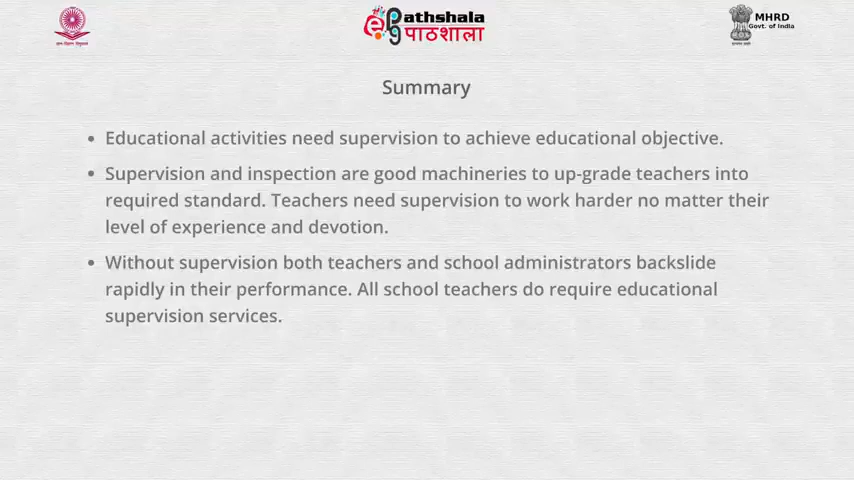 Pathshala
पाठशाला
MHRD
Govt. of India
Summary
• Educational activities need supervision to achieve educational objective.
• Supervision and inspection are good machineries to up-grade teachers into
required standard. Teachers need supervision to work harder no matter their
level of experience and devotion.
• Without supervision both teachers and school administrators backslide
rapidly in their performance. All school teachers do require educational
supervision services.